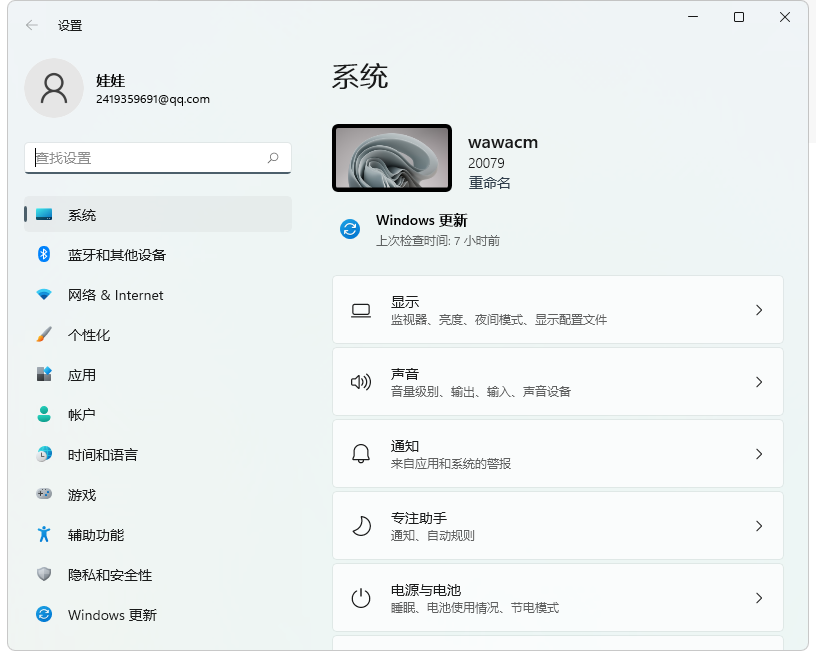 设置
娃娃
2419359691@qq.com
查找设置
系统
蓝牙和其他设备
网络 & Internet
个性化
应用
帐户
时间和语言
游戏
辅助功能
隐私和安全性
Windows 更新
系统
wawacm
20079
重命名
Windows 更新
上次检查时间: 7 小时前
显示
监视器、亮度、夜间模式、显示配置文件
声音
音量级别、输出、输入、声音设备
通知
来自应用和系统的警报
专注助手
通知、自动规则
电源与电池
睡眠、电池使用情况、节电模式